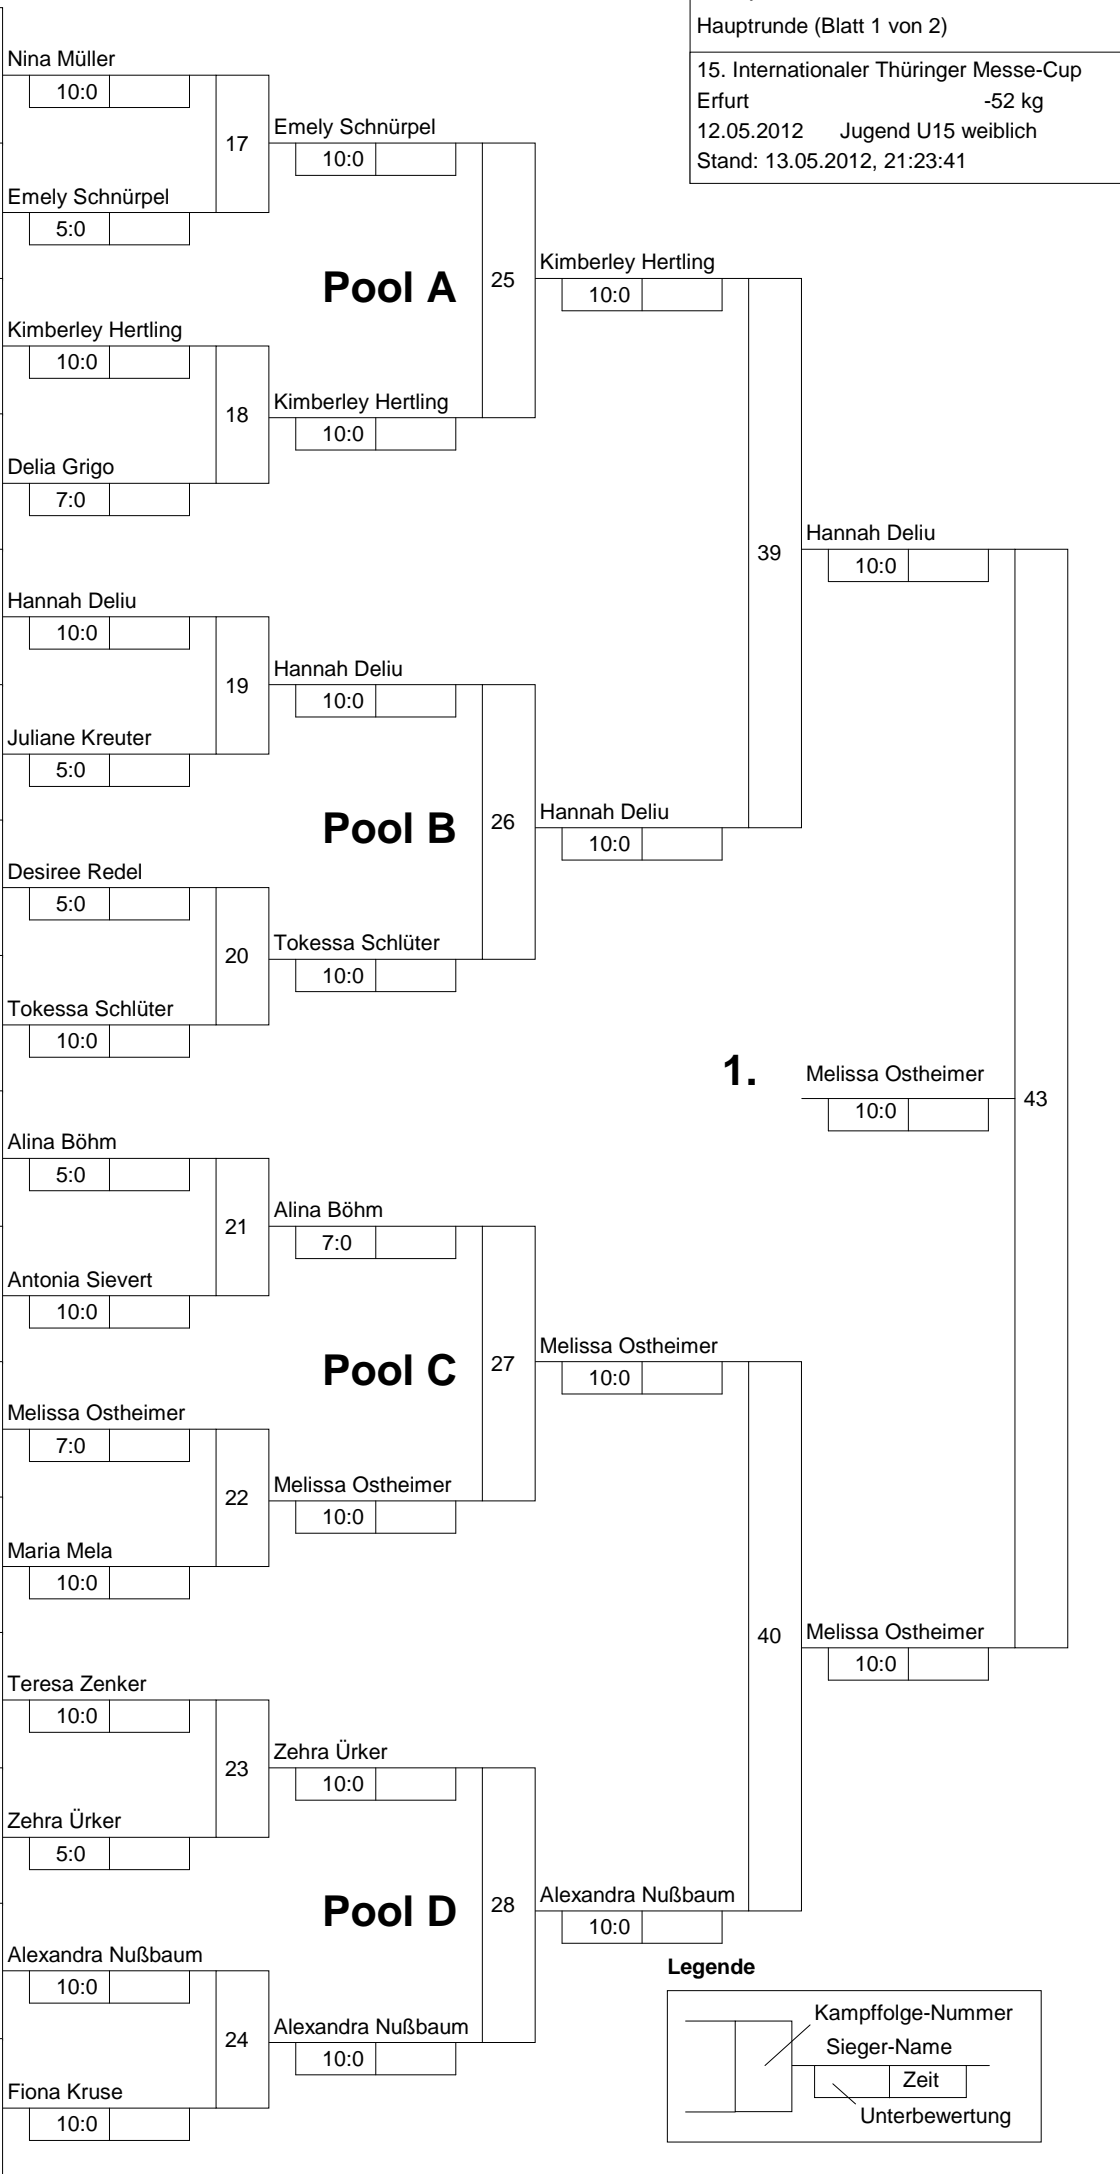 Hauptrunde (Blatt 1 von 2)
15. Internationaler Thüringer Messe-Cup
Erfurt -52 kg
12.05.2012 Jugend U15 weiblich
Stand: 13.05.2012, 21:23:41
Nina Müller
10:0
17
Emely Schnürpel
10:0
Emely Schnürpel
5:0
Pool A
25
Kimberley Hertling
10:0
Kimberley Hertling
10:0
18
Kimberley Hertling
10:0
Delia Grigo
7:0
39
Hannah Deliu
10:0
Hannah Deliu
10:0
19
Hannah Deliu
10:0
Juliane Kreuter
5:0
Pool B
26
Hannah Deliu
10:0
Desiree Redel
5:0
20
Tokessa Schlüter
10:0
Tokessa Schlüter
10:0
1.
Melissa Ostheimer
10:0
43
Alina Böhm
5:0
21
Alina Böhm
7:0
Antonia Sievert
10:0
Pool C
27
Melissa Ostheimer
10:0
Melissa Ostheimer
7:0
22
Melissa Ostheimer
10:0
Maria Mela
10:0
40
Melissa Ostheimer
10:0
Teresa Zenker
10:0
23
Zehra Ürker
10:0
Zehra Ürker
5:0
Pool D
28
Alexandra Nußbaum
10:0
Alexandra Nußbaum
10:0
24
Alexandra Nußbaum
10:0
Fiona Kruse
10:0
Legende
Kampffolge-Nummer
Sieger-Name
Zeit
Unterbewertung